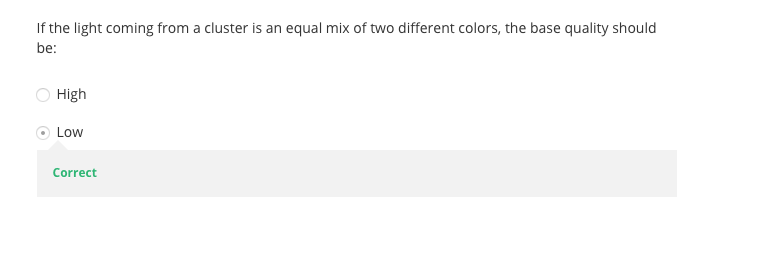 If the light coming from a cluster is an equal mix of two different colors, the base quality should
be:
High
Low
Correct